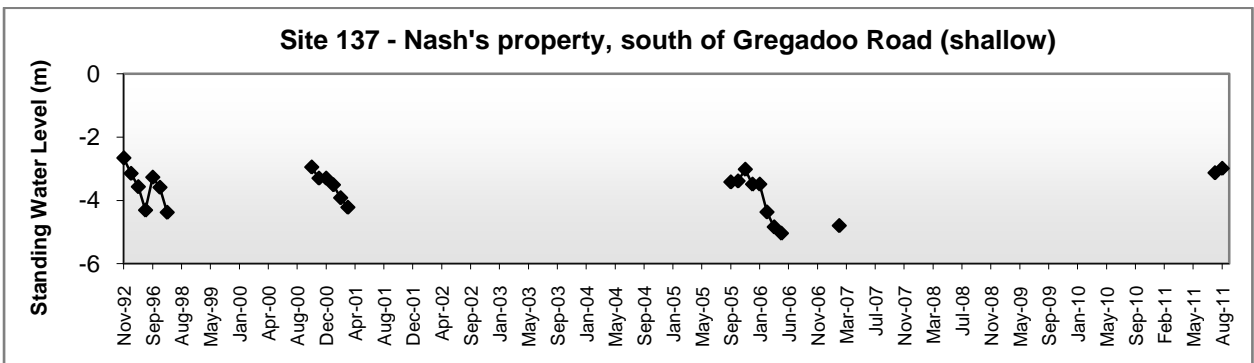 Site 137 - Nash's property, south of Gregadoo Road (shallow)
Standing Water Level (m)
0
-2
-4
-6
Nov-92
Sep-96
Aug-98
May-99
Jan-00
Apr-00
Aug-00
Dec-00
Apr-01
Aug-01
Dec-01
Apr-02
Sep-02
Jan-03
May-03
Sep-03
Jan-04
May-04
Sep-04
Jan-05
May-05
Sep-05
Jan-06
Jun-06
Nov-06
Mar-07
Jul-07
Nov-07
Mar-08
Jul-08
Nov-08
May-09
Sep-09
Jan-10
May-10
Sep-10
Feb-11
May-11
Aug-11